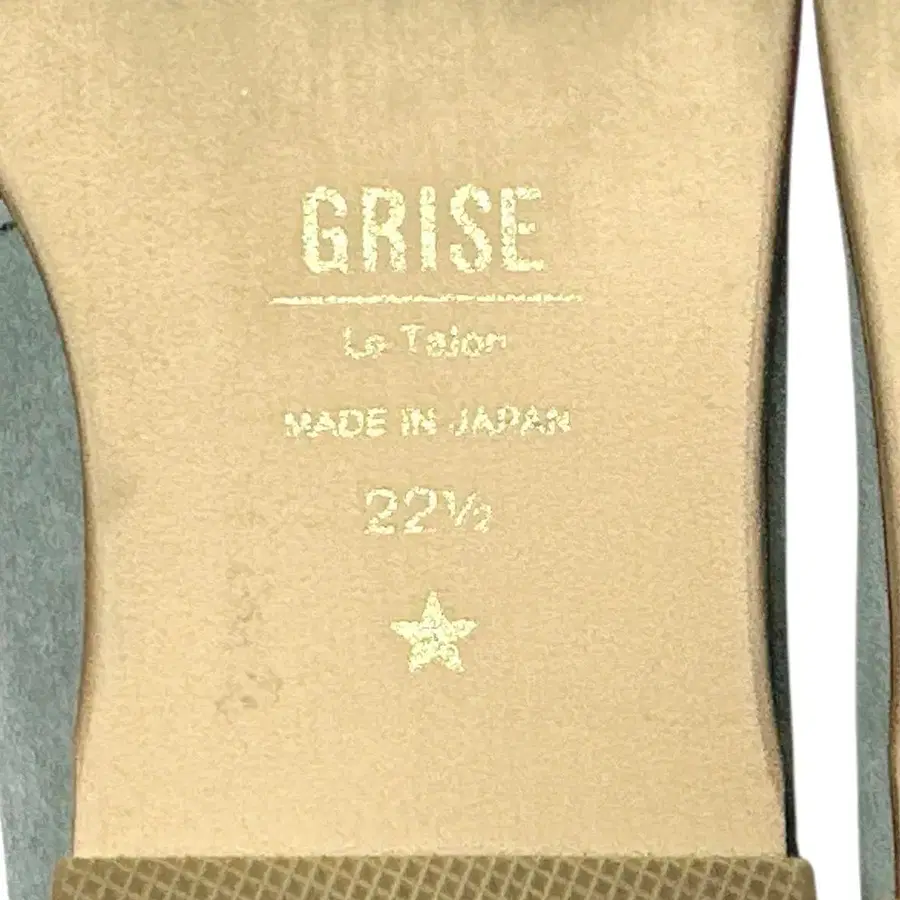 GRISE
Le Talon
MADE IN JAPAN
22½